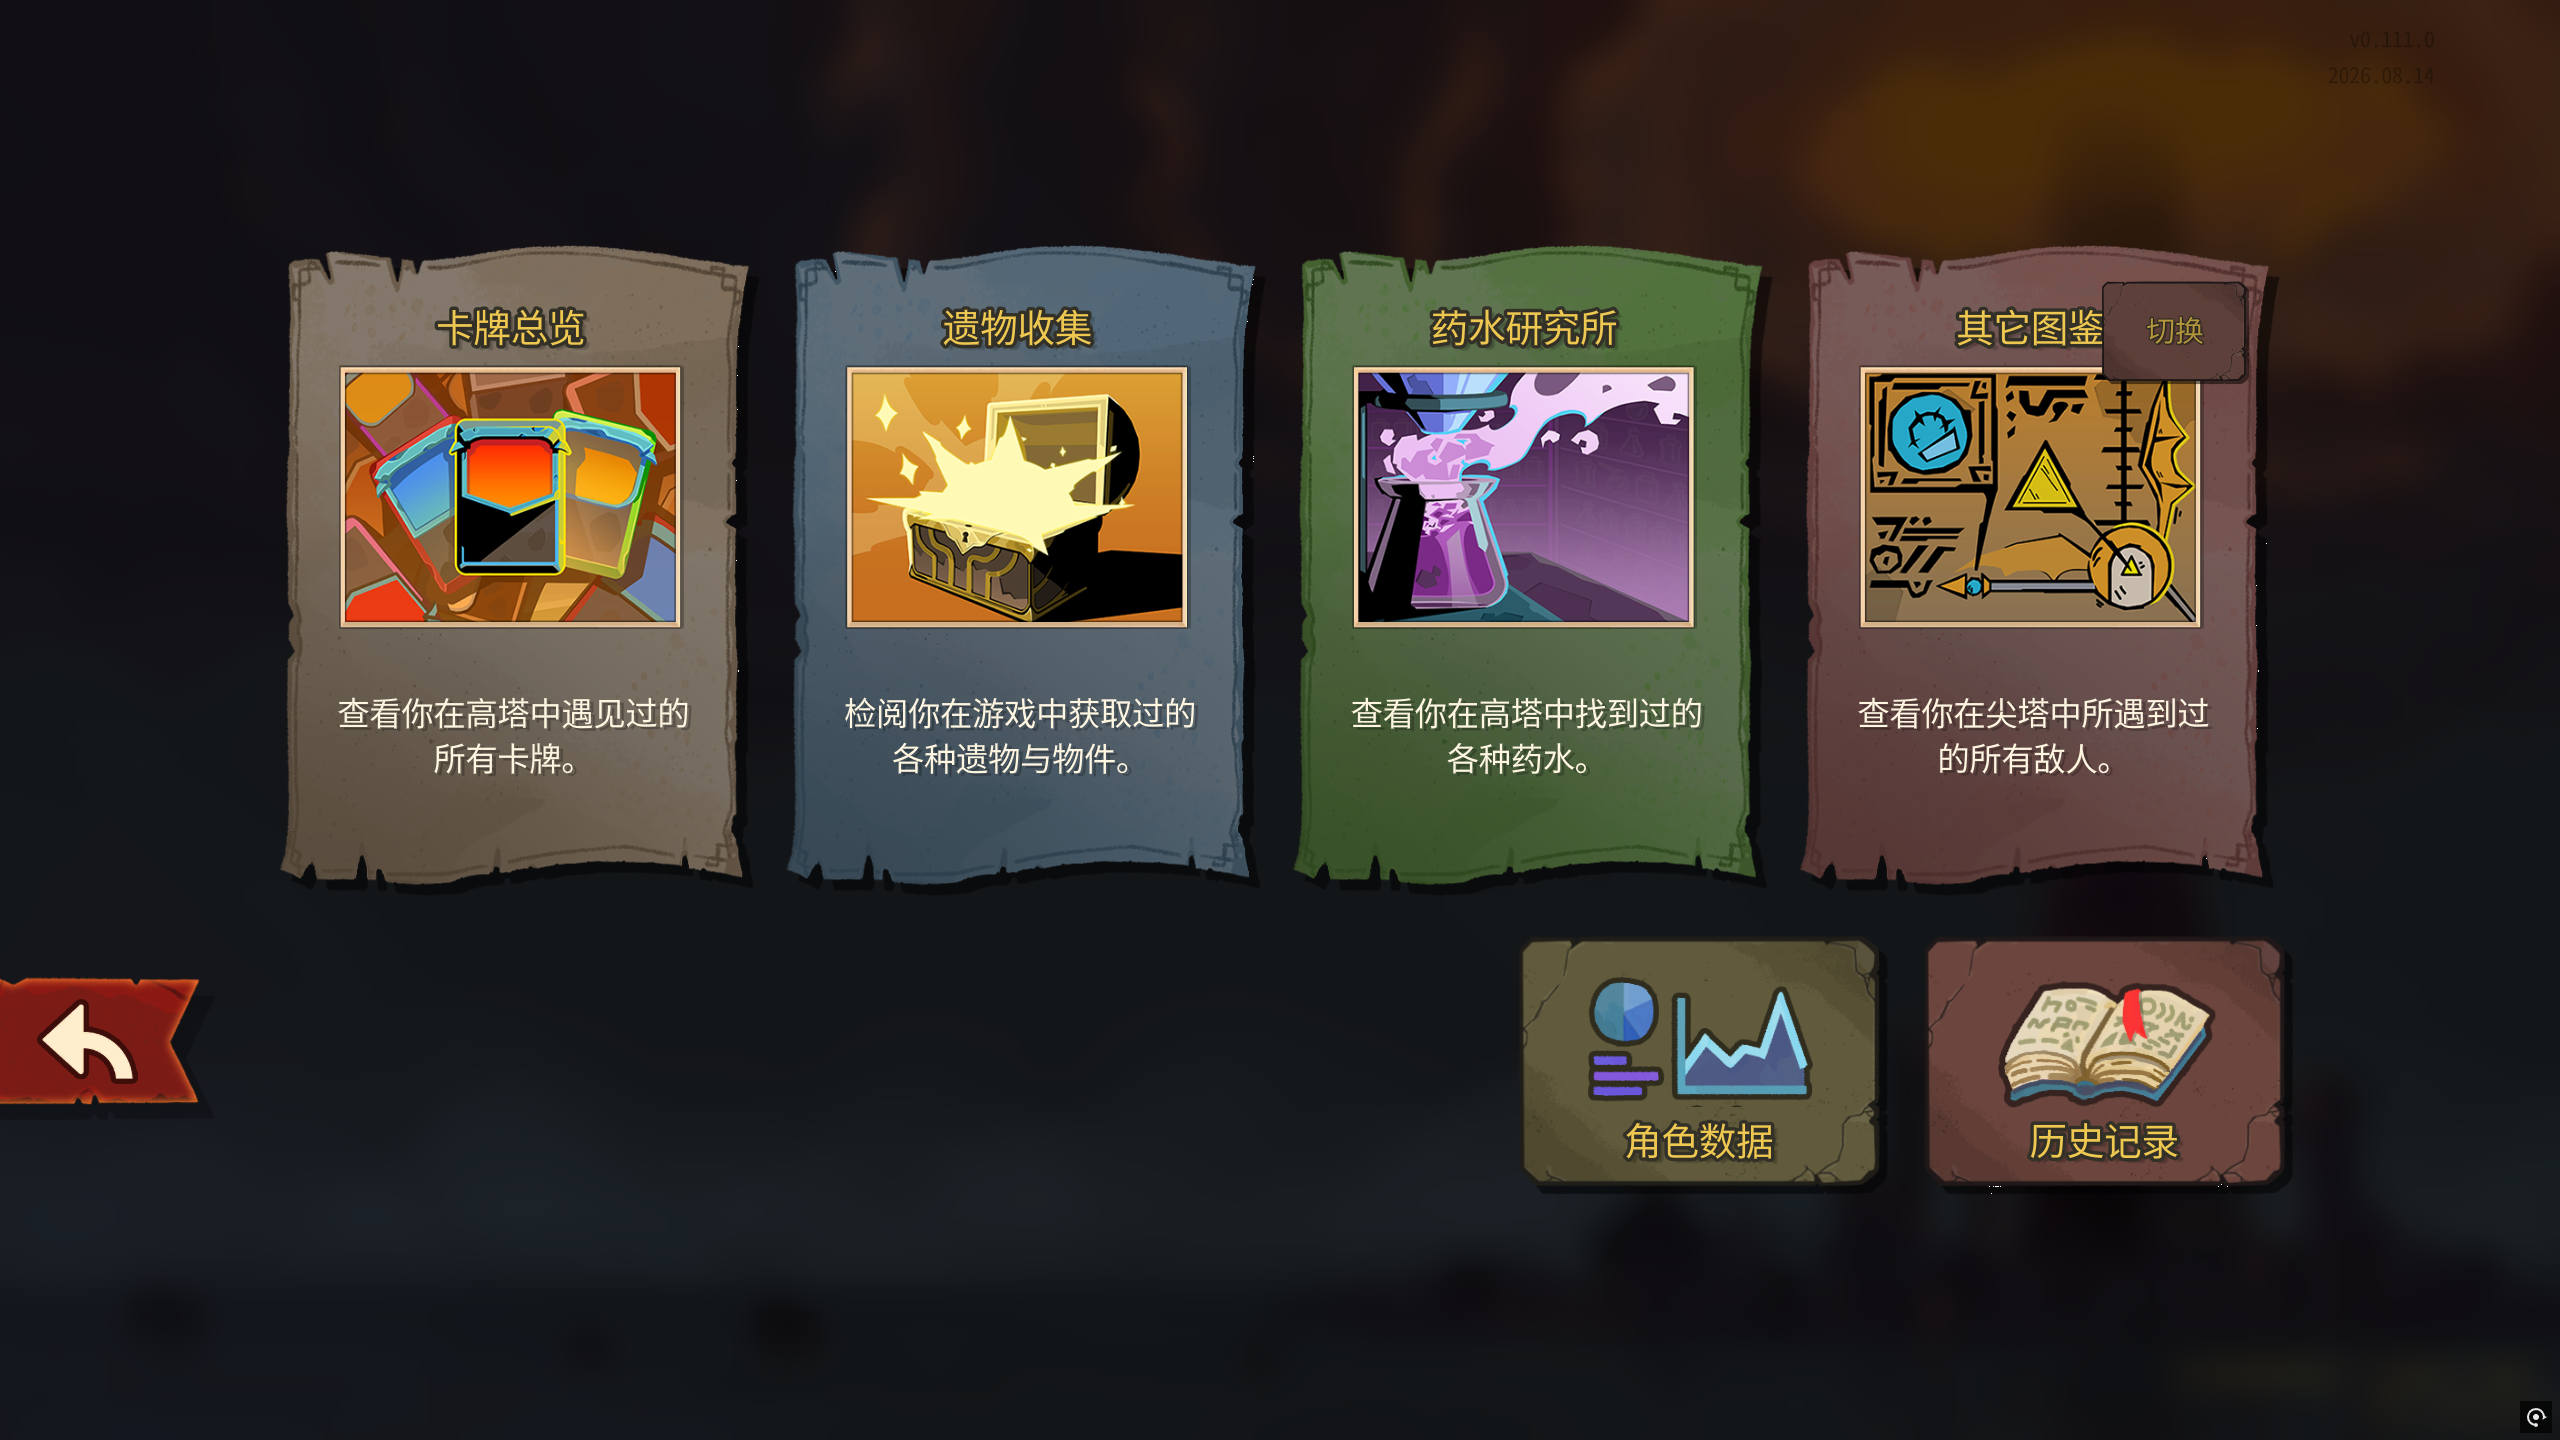 v0.111.0
2026.08.14
卡牌总览
遗物收集
药水研究所
其它图鉴
切换
查看你在高塔中遇见过的
所有卡牌。
检阅你在游戏中获取过的
各种遗物与物件。
查看你在高塔中找到过的
各种药水。
查看你在尖塔中所遇到过
的所有敌人。
角色数据
历史记录